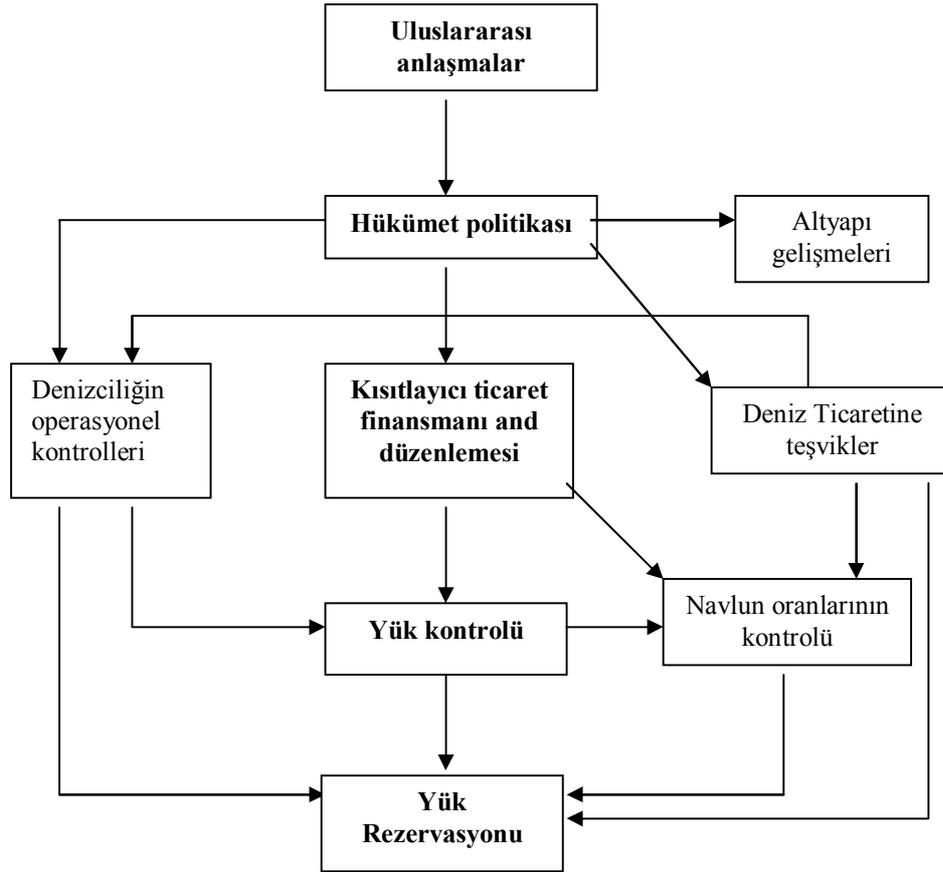 Uluslararası
anlaşmalar
Hükümet politikası
Altyapı
gelişmeleri
Denizciliğin
operasyonel
kontrolleri
Kısıtlayıcı ticaret
finansmanı and
düzenlemesi
Deniz Ticaretine
teşvikler
Yük kontrolü
Navlun oranlarının
kontrolü
Yük
Rezervasyonu